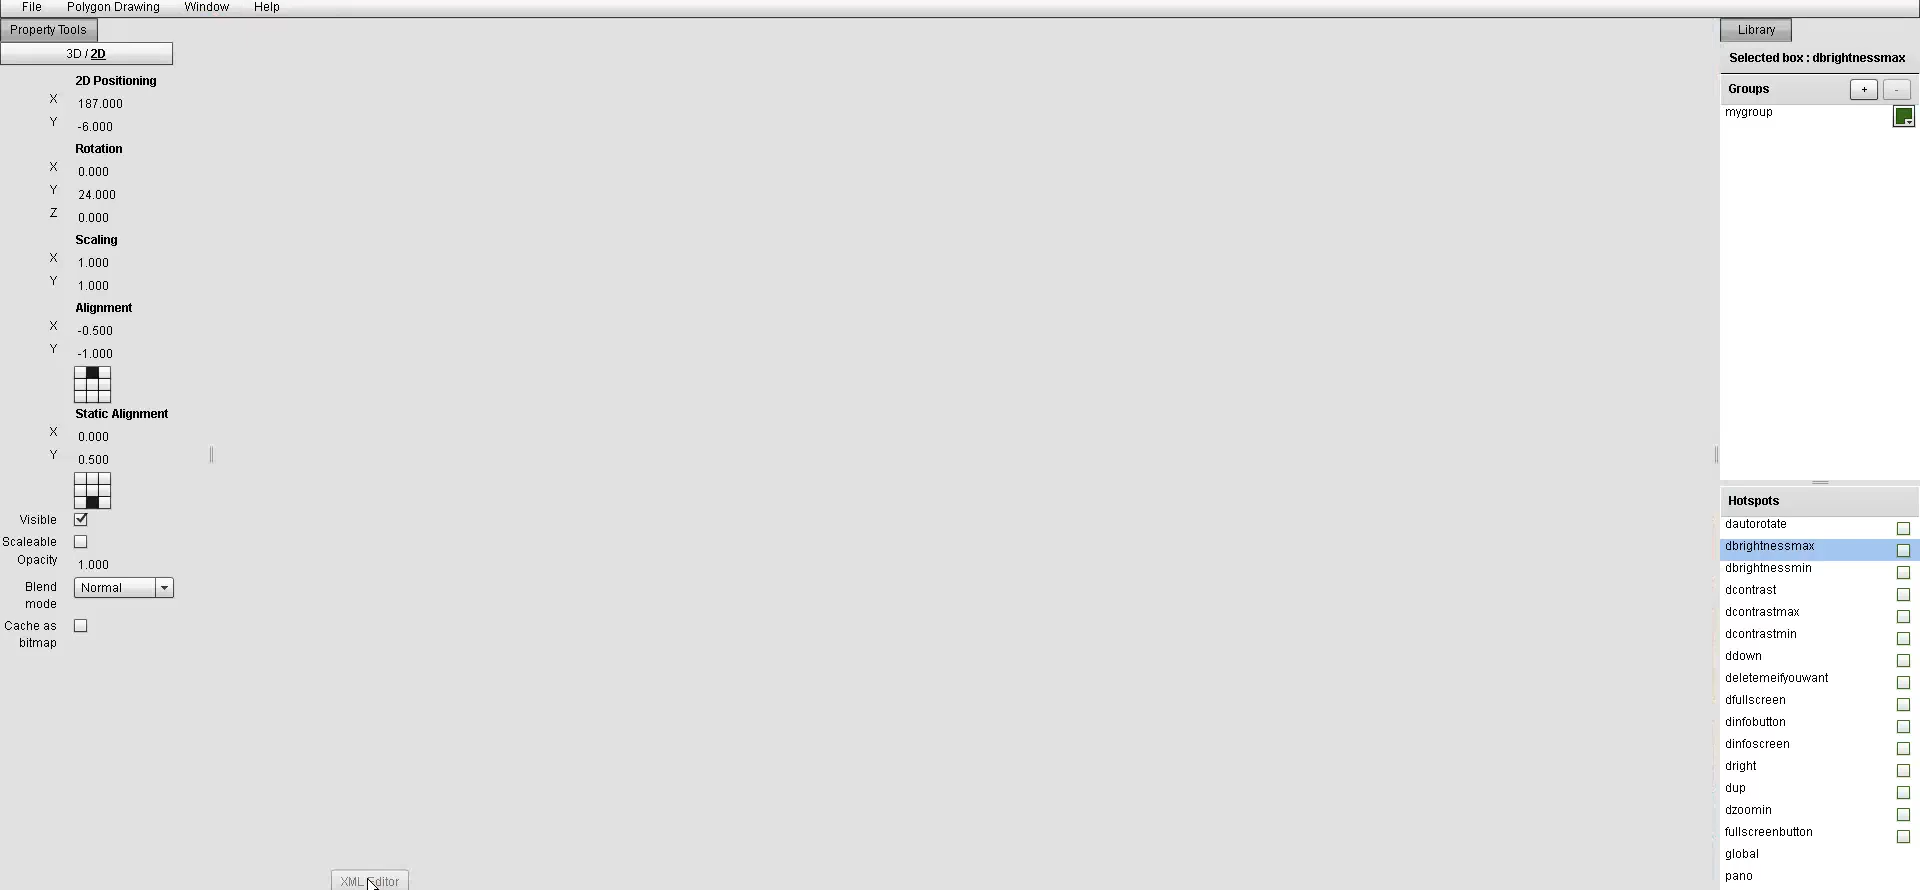 File Polygon Drawing Window Help
Property Tools
3D / 2D
2D Positioning
X 187.000
Y -6.000
Rotation
X 0.000
Y 24.000
Z 0.000
Scaling
X 1.000
Y 1.000
Alignment
X -0.500
Y -1.000
Static Alignment
X 0.000
Y 0.500
Visible
Scaleable
Opacity 1.000
Blend mode Normal
Cache as
bitmap
XML Editor
Library
Selected box : dbrightnessmax
Groups + -
mygroup
Hotspots
dautorotate
dbrightnessmax
dbrightnessmin
dcontrast
dcontrastmax
dcontrastmin
ddown
deletemeifyouwant
dfullscreen
dinfobutton
dinfoscreen
dright
dup
dzoomin
fullscreenbutton
global
pano